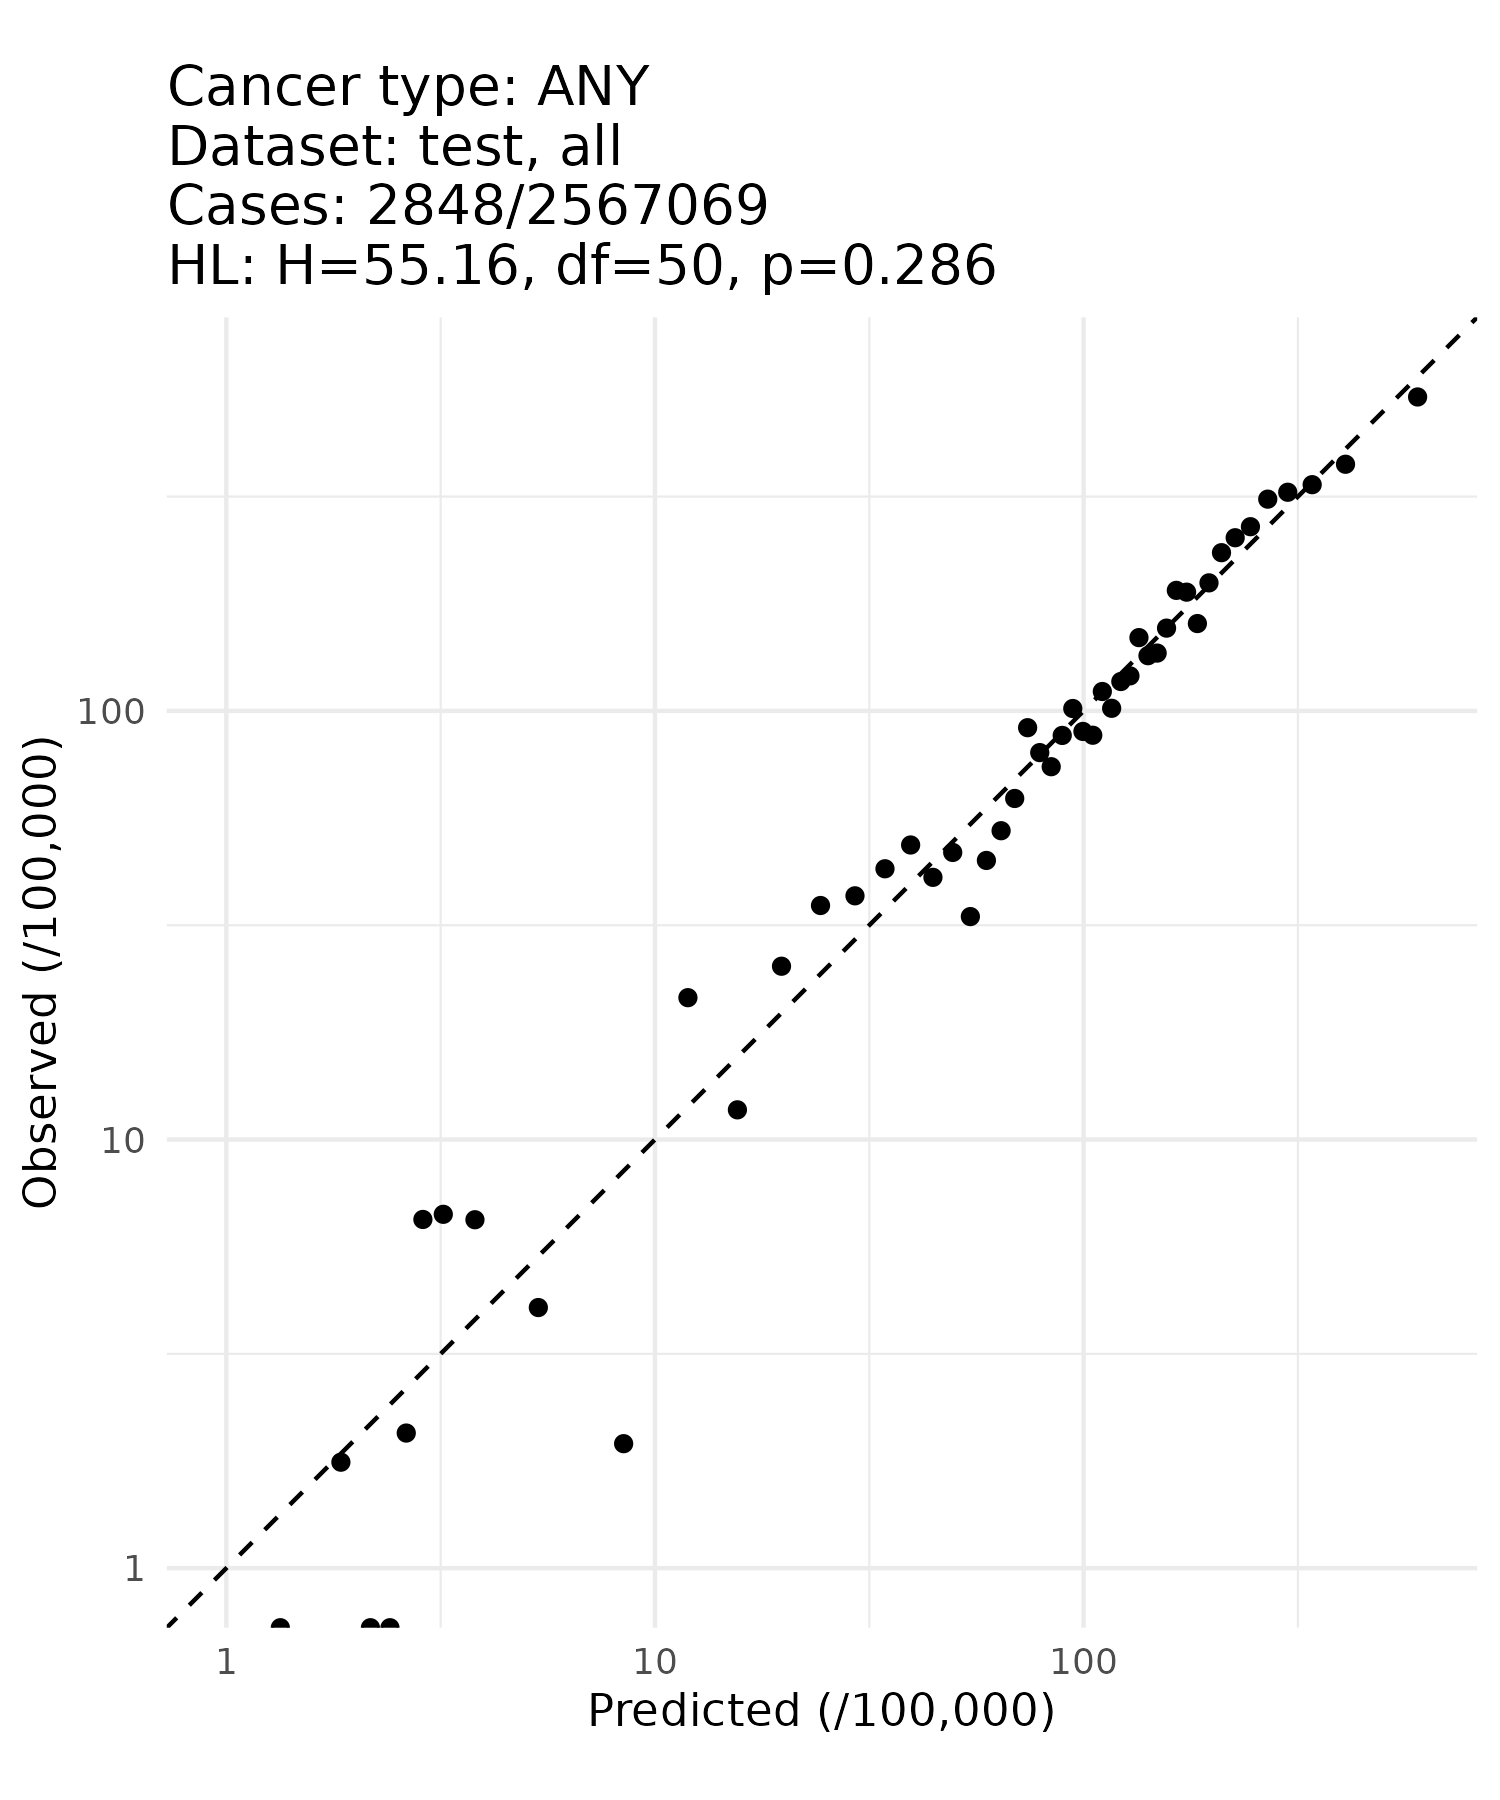 Cancer type: ANY
Dataset: test, all
Cases: 2848/2567069
HL: H=55.16, df=50, p=0.286
Observed (/100,000)
100
10
1
1
10
100
Predicted (/100,000)